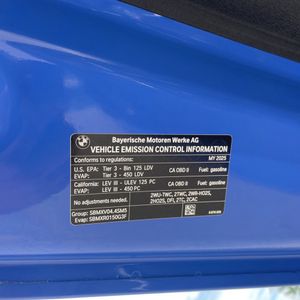 BMW
Bayerische Motoren Werke AG
VEHICLE EMISSION CONTROL INFORMATION
Conforms to regulations: MY 2025
U.S. EPA: Tier 3 - Bin 125 LDV CA OBD II Fuel: gasoline
EVAP: Tier 3 - 450 LDV
California: LEV III - ULEV 125 PC CA OBD II Fuel: gasoline
EVAP: LEV III - 450 PC
2WU-TWC, 2TWC, 2WR-HO2S,
2HO2S, DFI, 2TC, 2CAC
Group: SBMXV04.4SM5
Evap: SBMXR0150G3F